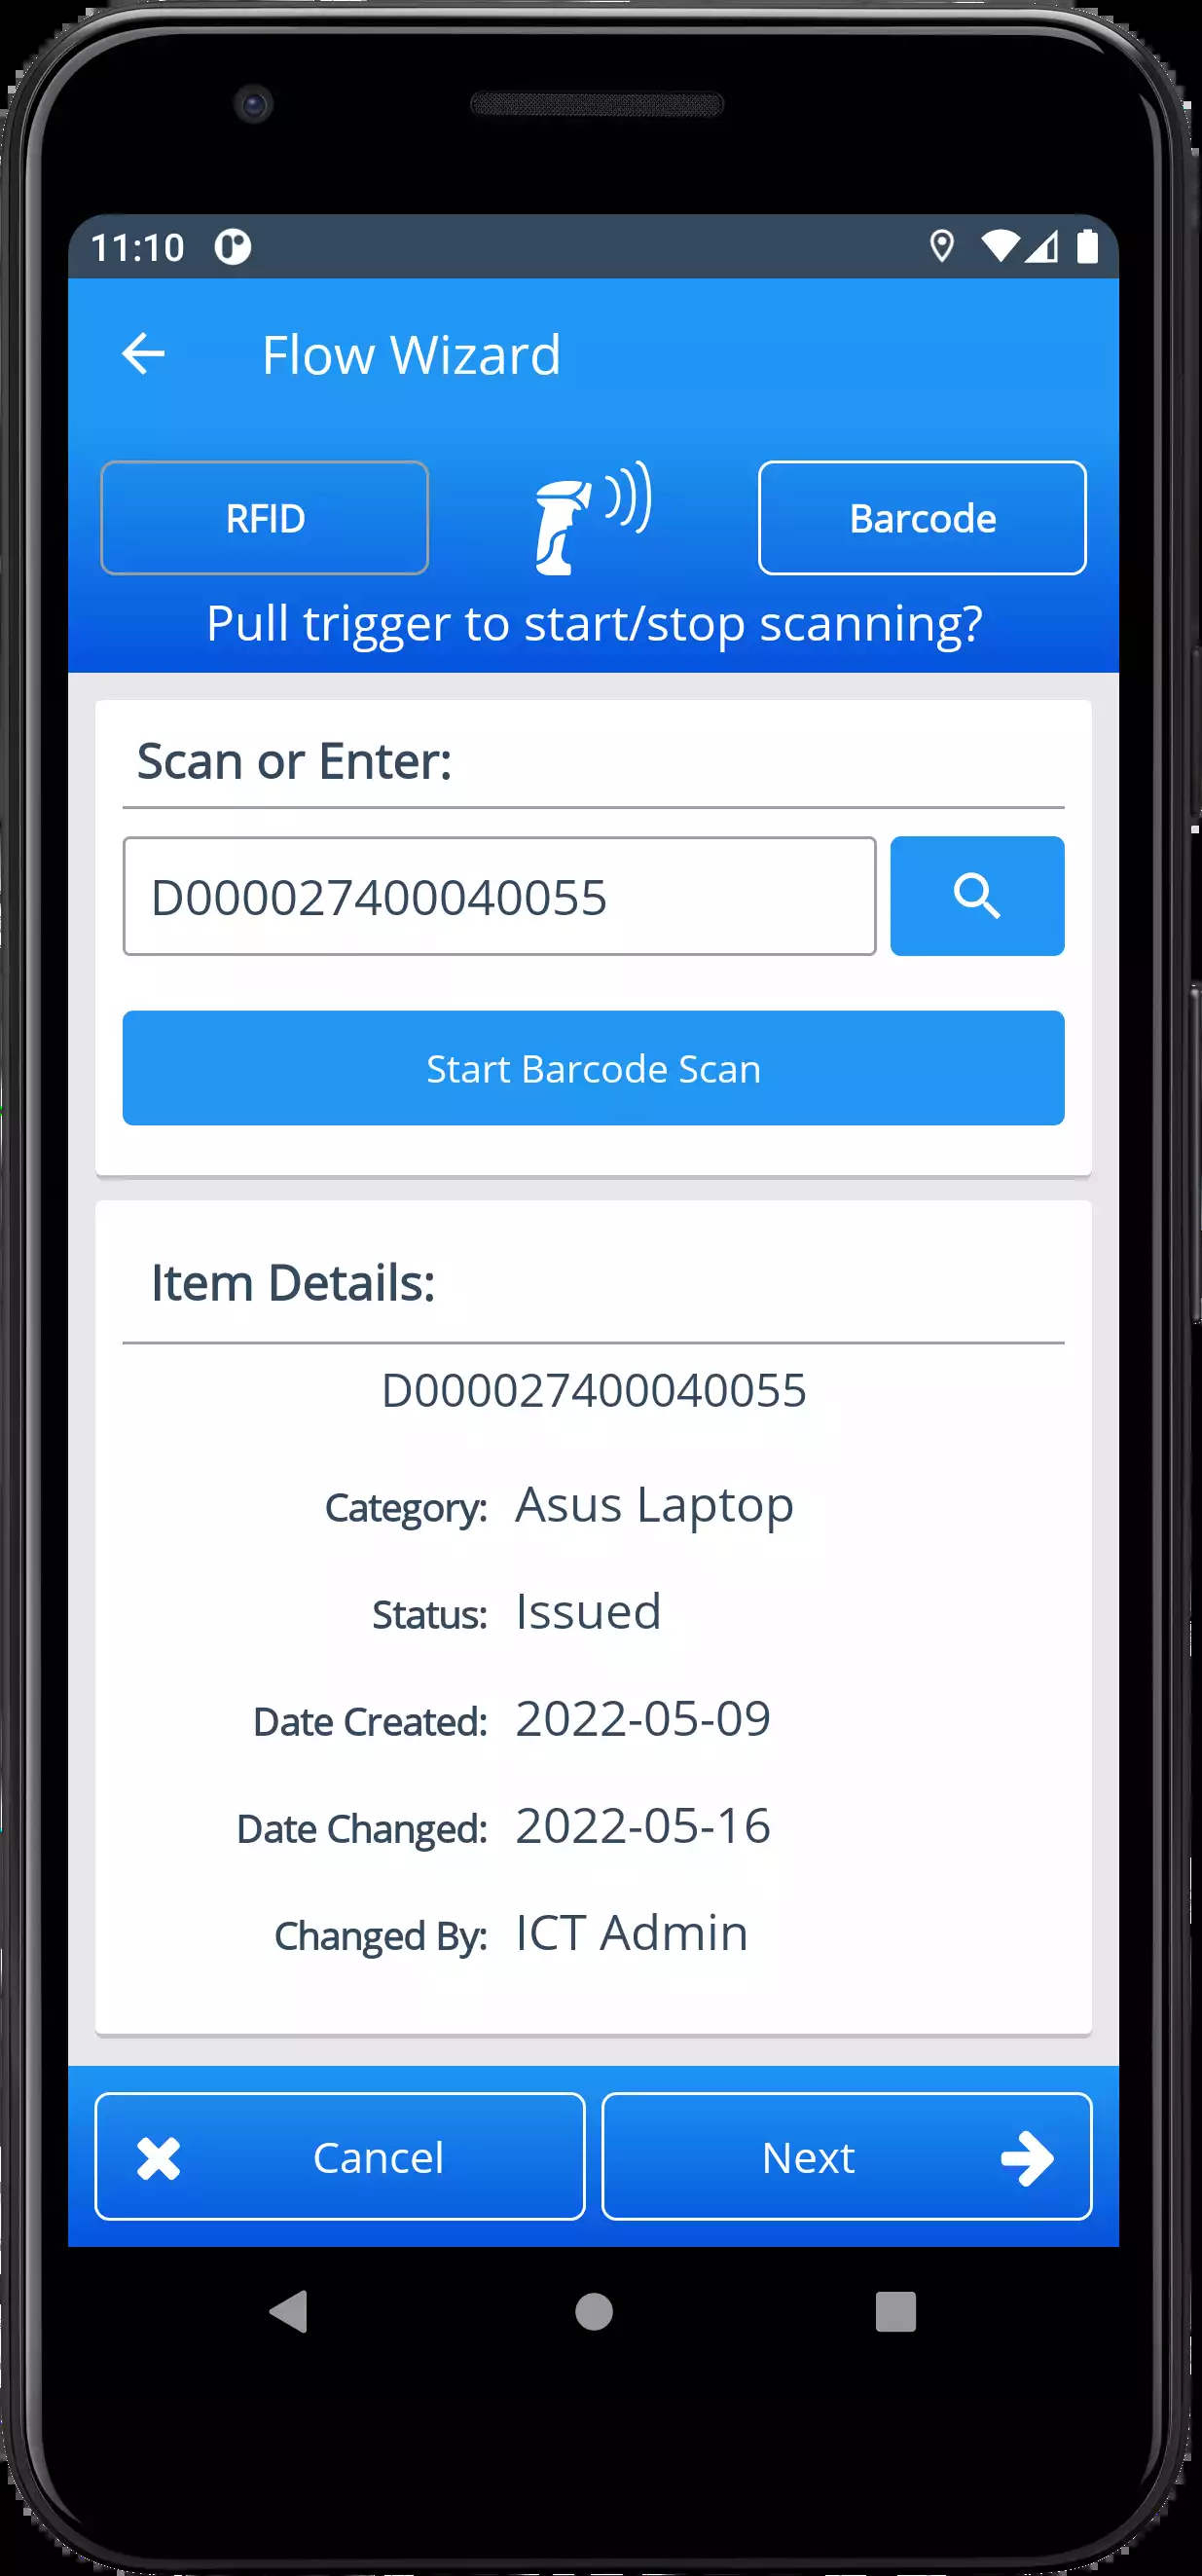 11:10
Flow Wizard
RFID
Barcode
Pull trigger to start/stop scanning?
Scan or Enter:
D000027400040055
Start Barcode Scan
Item Details:
D000027400040055
Category: Asus Laptop
Status: Issued
Date Created: 2022-05-09
Date Changed: 2022-05-16
Changed By: ICT Admin
Cancel
Next